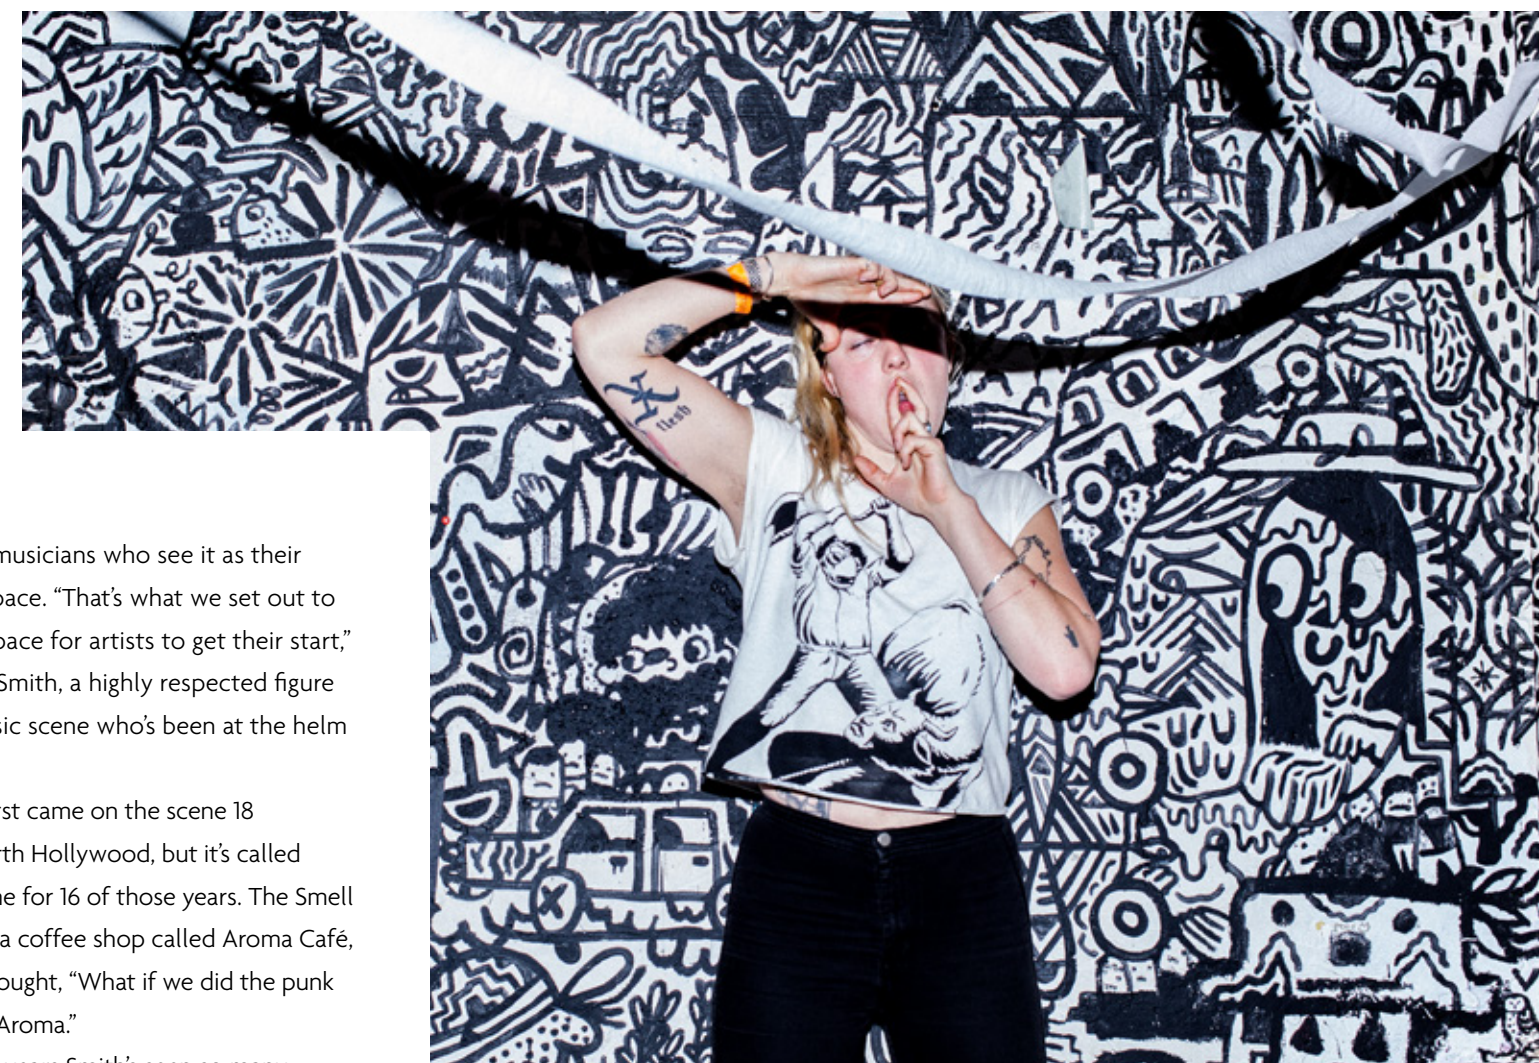 musicians who see it as their
pace. “That’s what we set out to
pace for artists to get their start,”
Smith, a highly respected figure
sic scene who’s been at the helm
rst came on the scene 18
rth Hollywood, but it’s called
ne for 16 of those years. The Smell
a coffee shop called Aroma Café,
ought, “What if we did the punk
Aroma.”
flesh